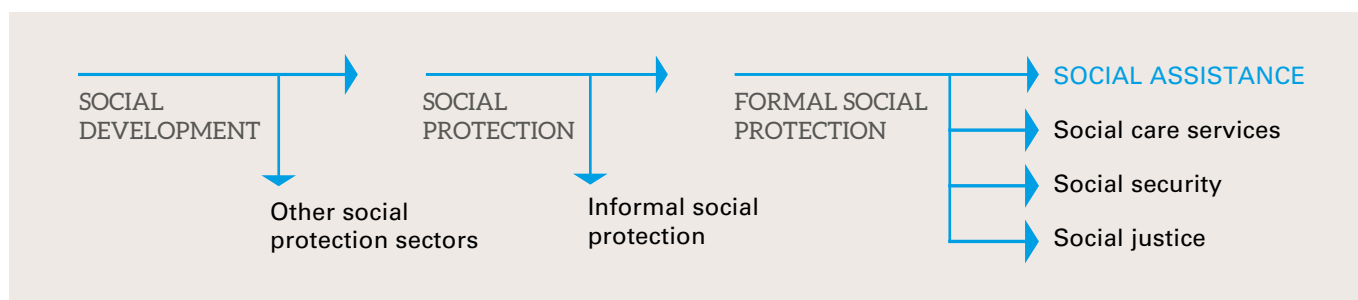 SOCIAL
DEVELOPMENT
Other social
protection sectors
SOCIAL
PROTECTION
Informal social
protection
FORMAL SOCIAL
PROTECTION
SOCIAL ASSISTANCE
Social care services
Social security
Social justice